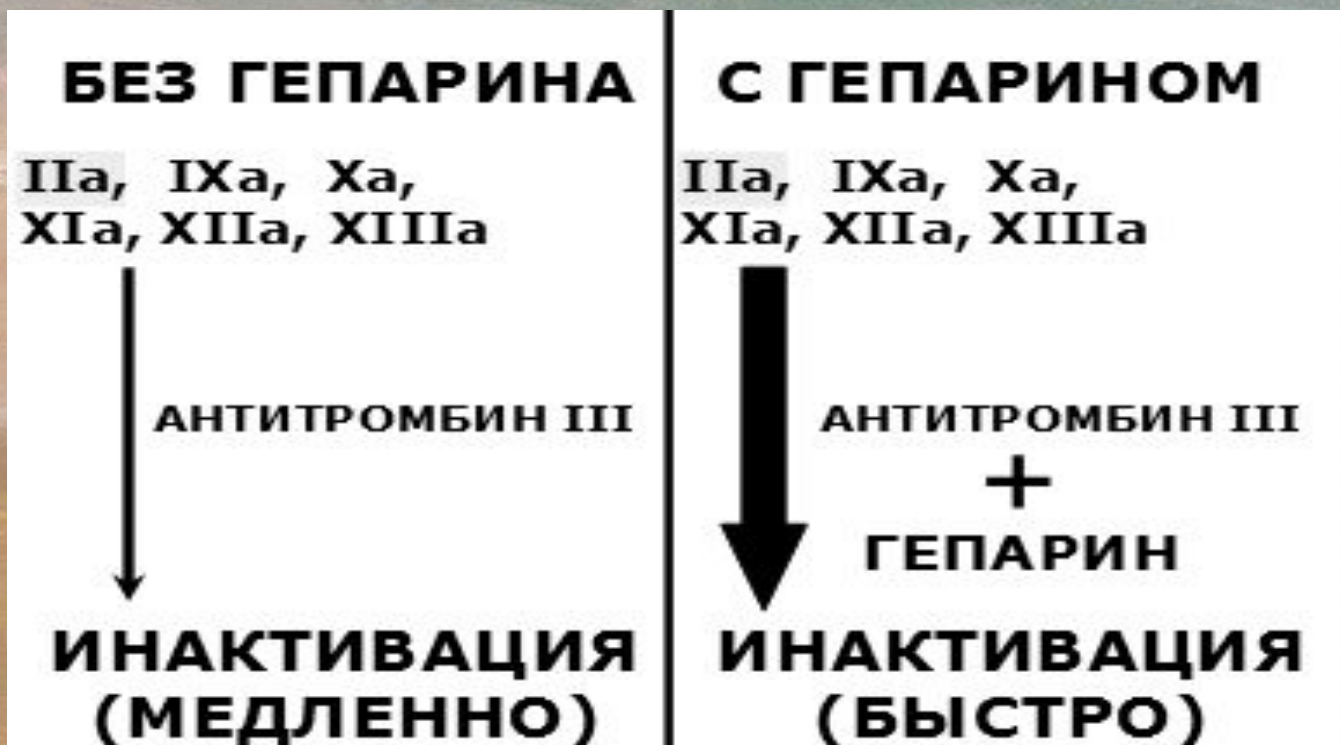 БЕЗ ГЕПАРИНА
IIa, IXa, Xa,
XIa, XIIa, XIIIa
АНТИТРОМБИН III
ИНАКТИВАЦИЯ
(МЕДЛЕННО)
С ГЕПАРИНОМ
IIa, IXa, Xa,
XIa, XIIa, XIIIa
АНТИТРОМБИН III
+
ГЕПАРИН
ИНАКТИВАЦИЯ
(БЫСТРО)